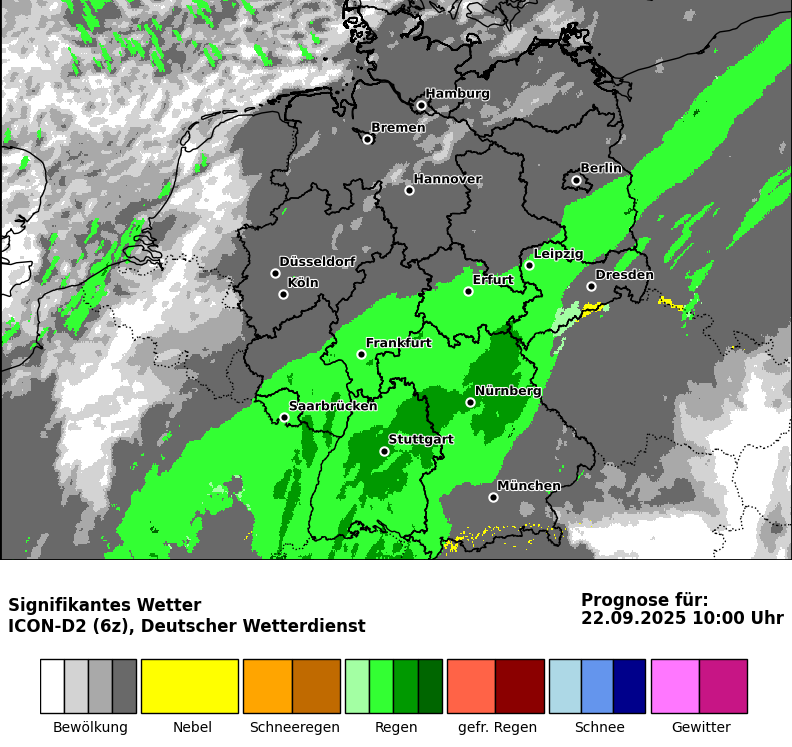 Hamburg
Bremen
Berlin
Hannover
Leipzig
Düsseldorf
Dresden
Köln
Erfurt
Frankfurt
Nürnberg
Saarbrücken
Stuttgart
München
Signifikantes Wetter
ICON-D2 (6z), Deutscher Wetterdienst
Prognose für:
22.09.2025 10:00 Uhr
Bewölkung
Nebel
Schneeregen
Regen
gefr. Regen
Schnee
Gewitter